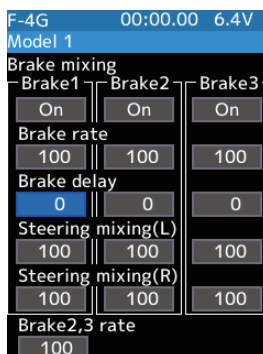 F-4G 00:00.00 6.4V
Model 1
Brake mixing
Brake1 Brake2 Brake3
On On On
Brake rate
100 100 100
Brake delay
0 0 0
Steering mixing(L)
100 100 100
Steering mixing(R)
100 100 100
Brake2,3 rate
100